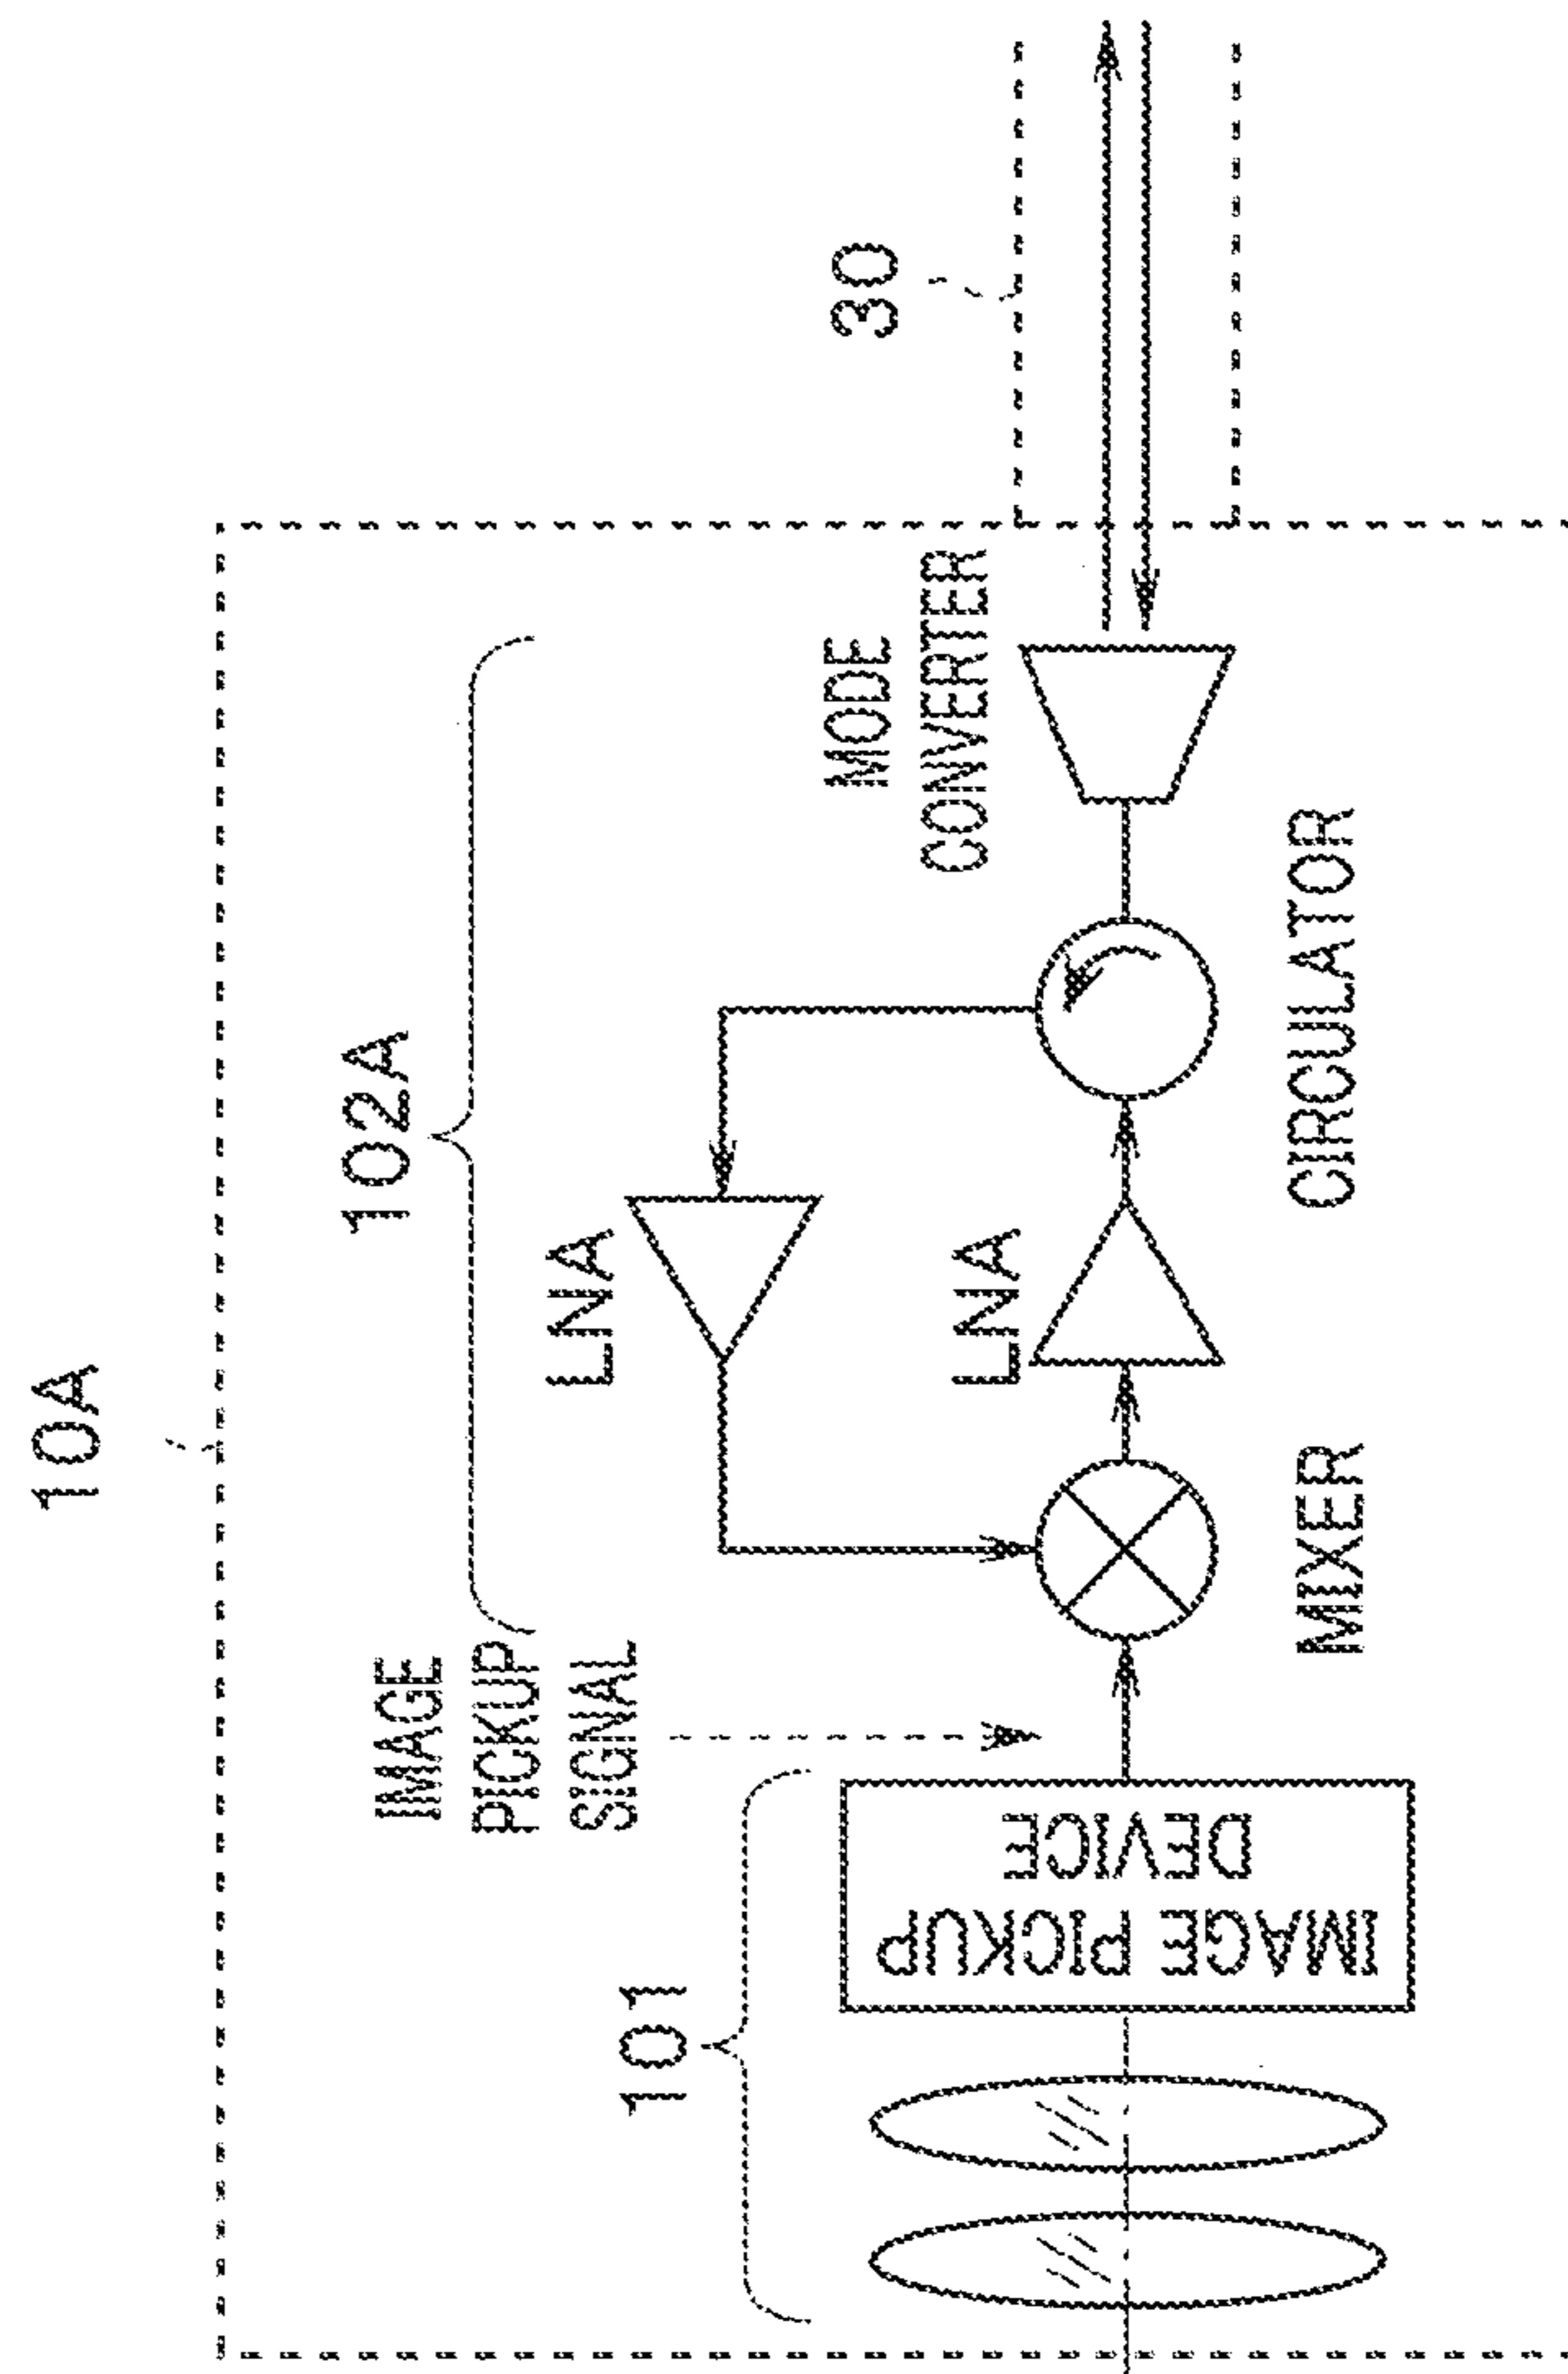 10A
102A
30
IMAGE
PICKUP
SIGNAL
LNA
MODE
CONVERTER
101
LNA
IMAGE PICKUP
DEVICE
MIXER
CIRCULATOR